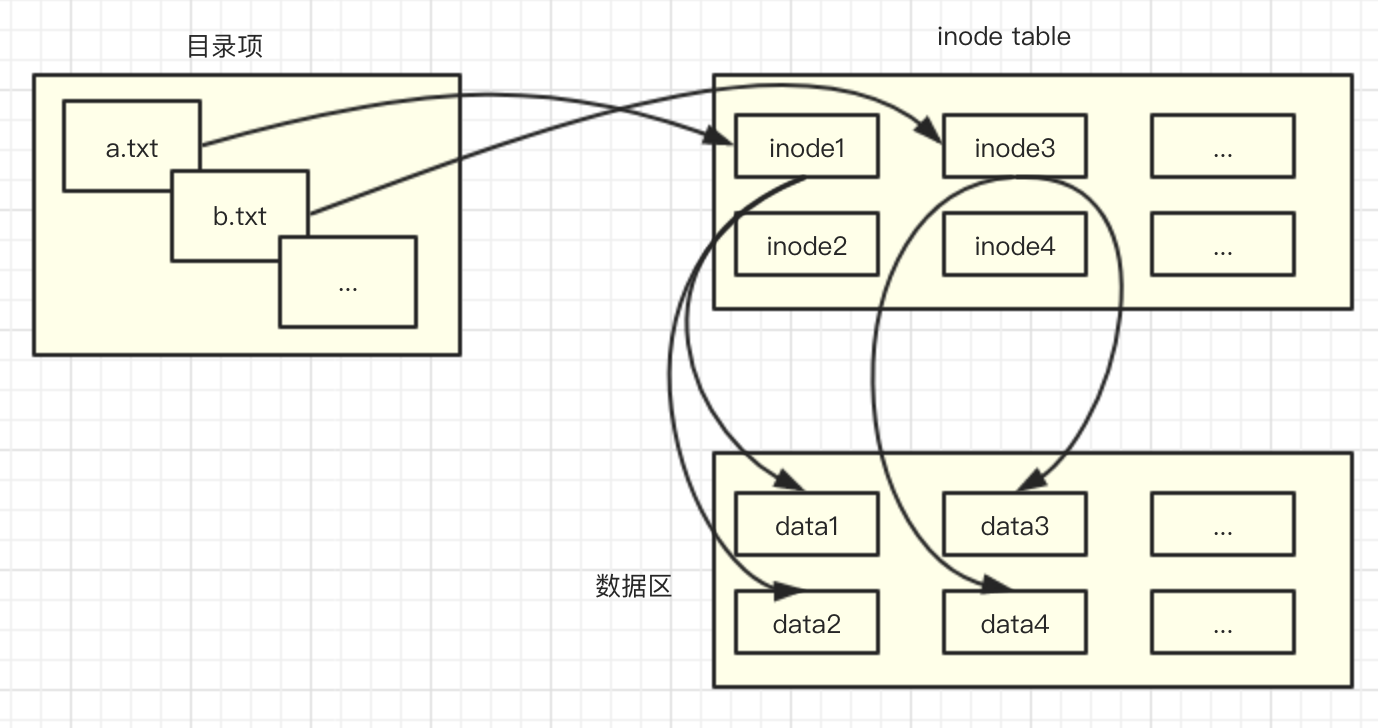 目录项
a.txt
b.txt
...
inode table
inode1
inode3
...
inode2
inode4
...
数据区
data1
data3
...
data2
data4
...